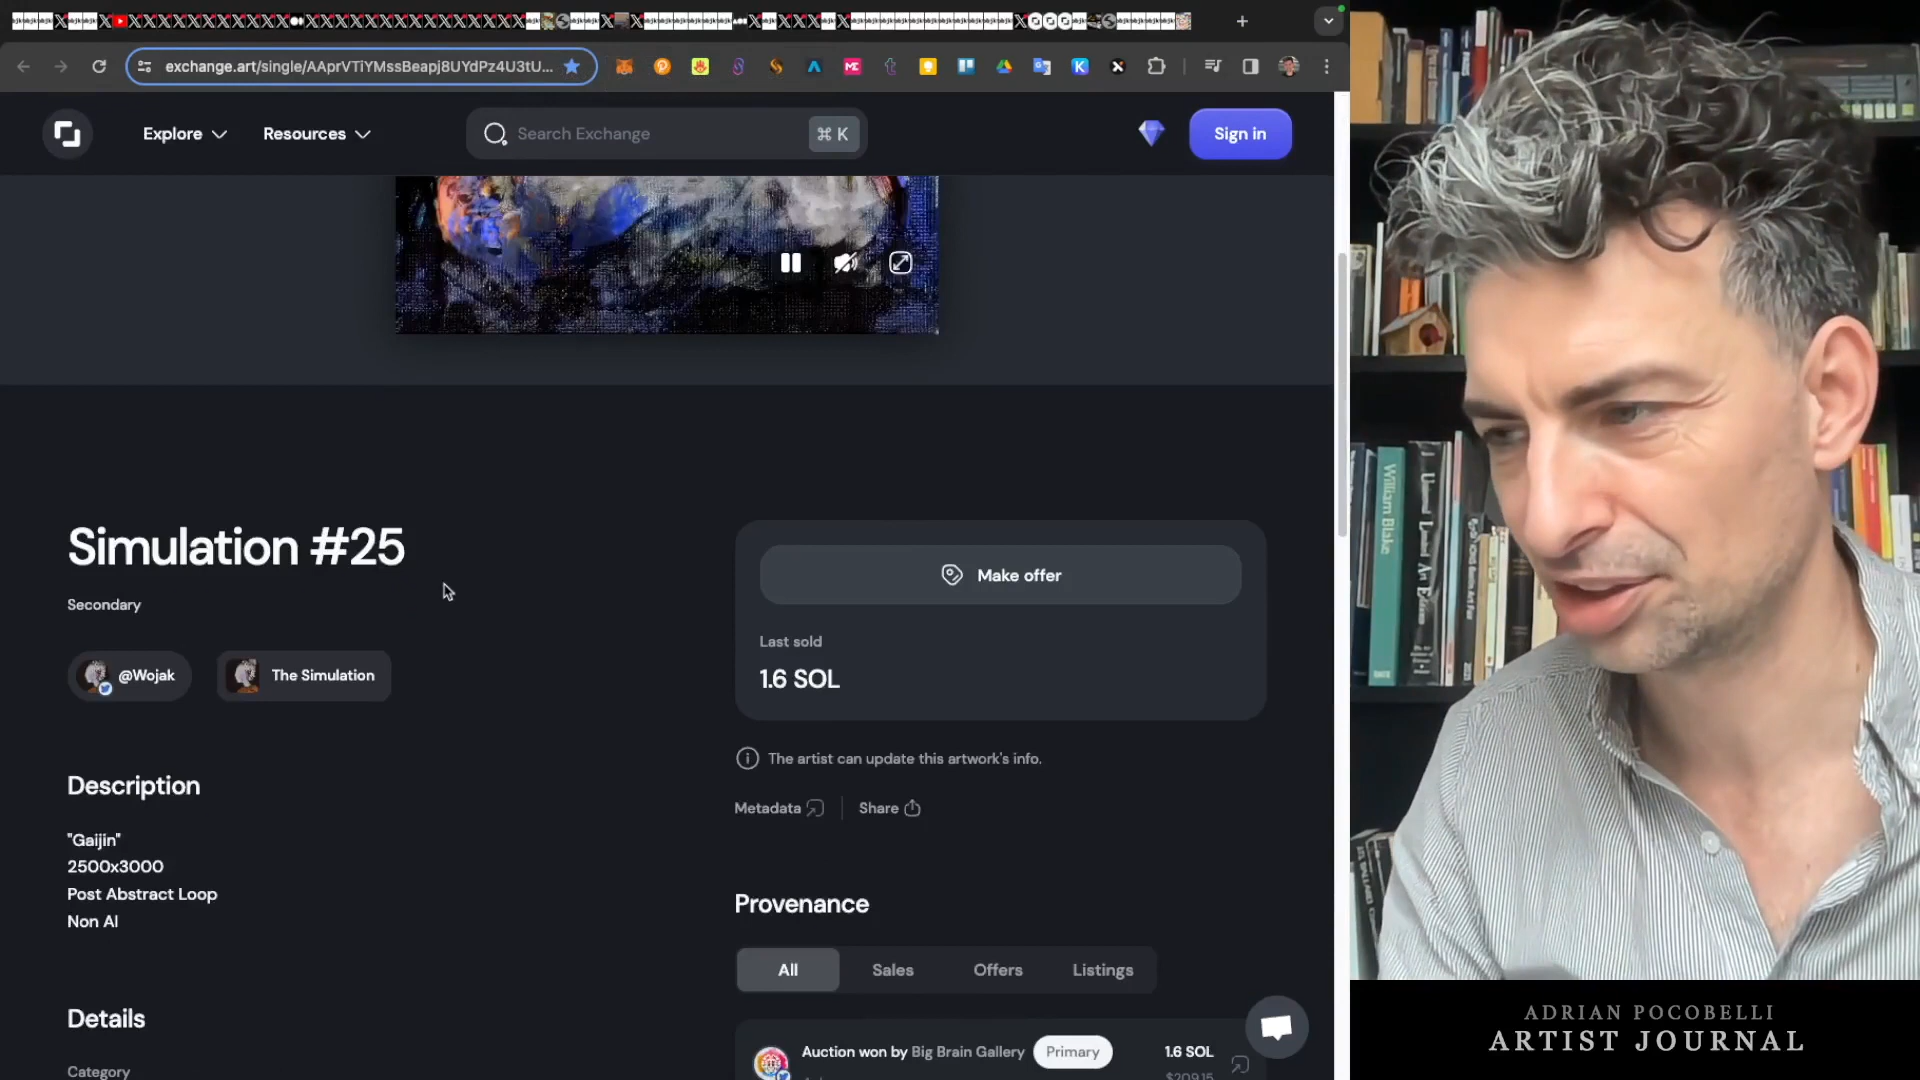 exchange.art/single/AAprVTiYMssBeapj8UYdPz4U3tU...
Explore
Resources
Search Exchange
⌘ K
Sign in
Simulation #25
Secondary
@Wojak
The Simulation
Description
"Gaijin"
2500x3000
Post Abstract Loop
Non AI
Details
Category
Make offer
Last sold
1.6 SOL
The artist can update this artwork's info.
Metadata
Share
Provenance
All
Sales
Offers
Listings
Auction won by Big Brain Gallery
Primary
1.6 SOL
$209.15
William Blake
ADRIAN POCOBELLI
ARTIST JOURNAL